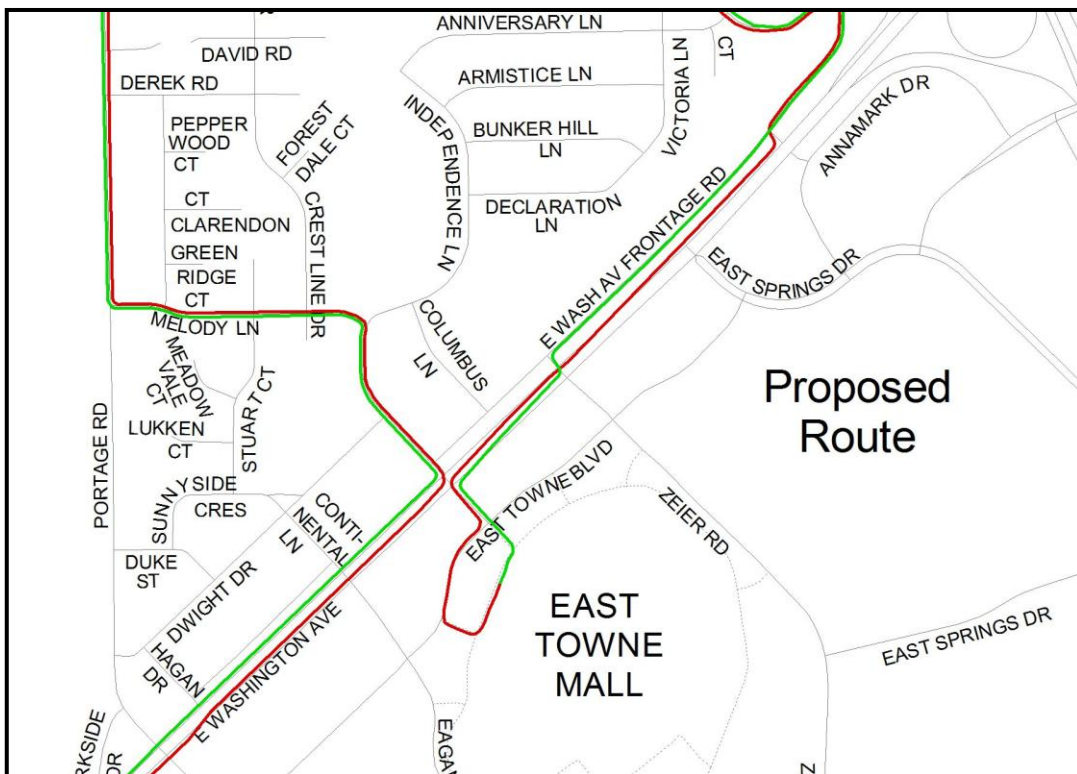 ANNIVERSARY LN
DAVID RD
VICTORIA LN
CT
ARMISTICE LN
DEREK RD
ANNAMARK DR
INDEPENDENCE LN
PEPPER
WOOD
CT
FOREST
DALE CT
BUNKER HILL
LN
CT
CLARENDON
CREST LINE DR
DECLARATION
LN
E WASH AV FRONTAGE RD
GREEN
RIDGE
CT
EAST SPRINGS DR
MELODY LN
COLUMBUS
LN
MEADOW
VALE
CT
STUART CT
Proposed
Route
PORTAGE RD
LUKKEN
CT
SUNNYSIDE
CRES
EAST TOWNE BLVD
ZEIER RD
CONTI-
NENTAL
LN
DUKE
ST
DWIGHT DR
EAST
TOWNE
MALL
EAST SPRINGS DR
HAGAN
DR
E WASHINGTON AVE
RKSIDE
DR
EAGAN
Z